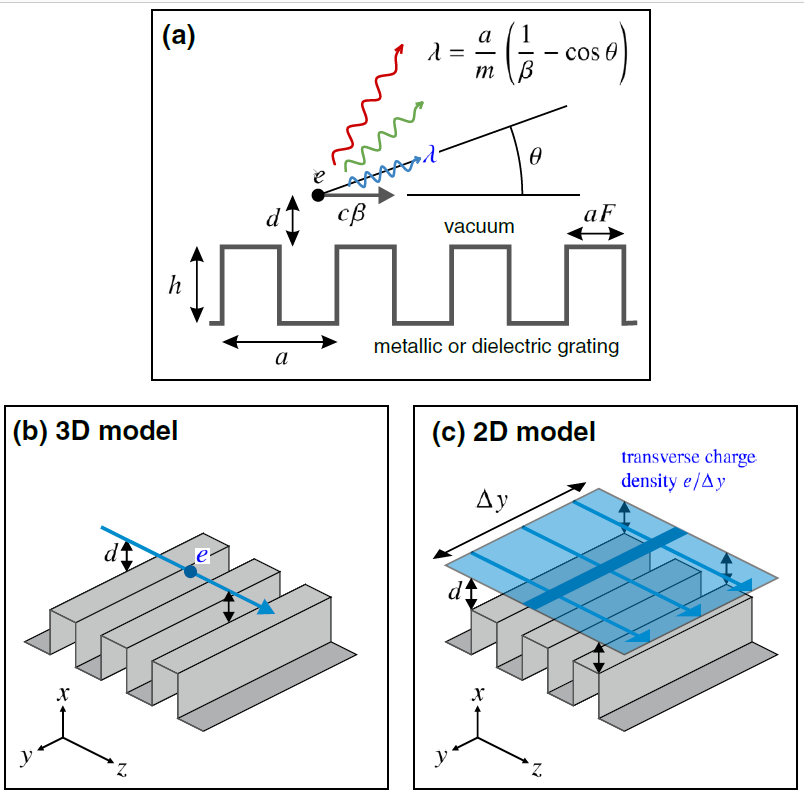 (a)
λ = a/m (1/β − cos θ)
e
λ
θ
d
cβ
vacuum
aF
h
a
metallic or dielectric grating
(b) 3D model
d
e
x
y
z
(c) 2D model
transverse charge
density e/Δy
Δy
d
x
y
z